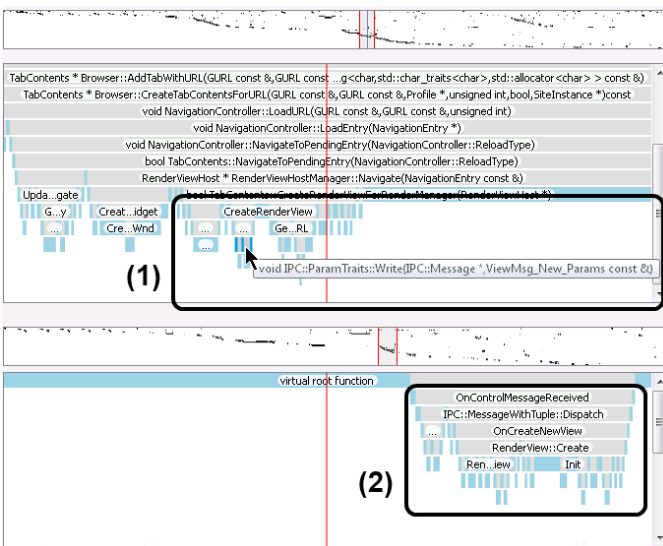 TabContents * Browser::AddTabWithURL(GURL const &,GURL const ...g<char,std::char_traits<char>,std::allocator<char> > const &)
TabContents * Browser::CreateTabContentsForURL(GURL const &,GURL const &,Profile *,unsigned int,bool,SiteInstance *)const
void NavigationController::LoadURL(GURL const &,GURL const &,unsigned int)
void NavigationController::LoadEntry(NavigationEntry *)
void NavigationController::NavigateToPendingEntry(NavigationController::ReloadType)
bool TabContents::NavigateToPendingEntry(NavigationController::ReloadType)
RenderViewHost * RenderViewHostManager::Navigate(NavigationEntry const &)
Upda...gate bool TabContents::CreateRenderViewForRenderManager(RenderViewHost *)
G...y Creat...idget CreateRenderView
... Cre...Wnd ... ... Ge...RL
...
void IPC::ParamTraits::Write(IPC::Message *,ViewMsg_New_Params const &)
(1)
virtual root function
OnControlMessageReceived
IPC::MessageWithTuple::Dispatch
... OnCreateNewView
RenderView::Create
Ren...iew Init
(2)